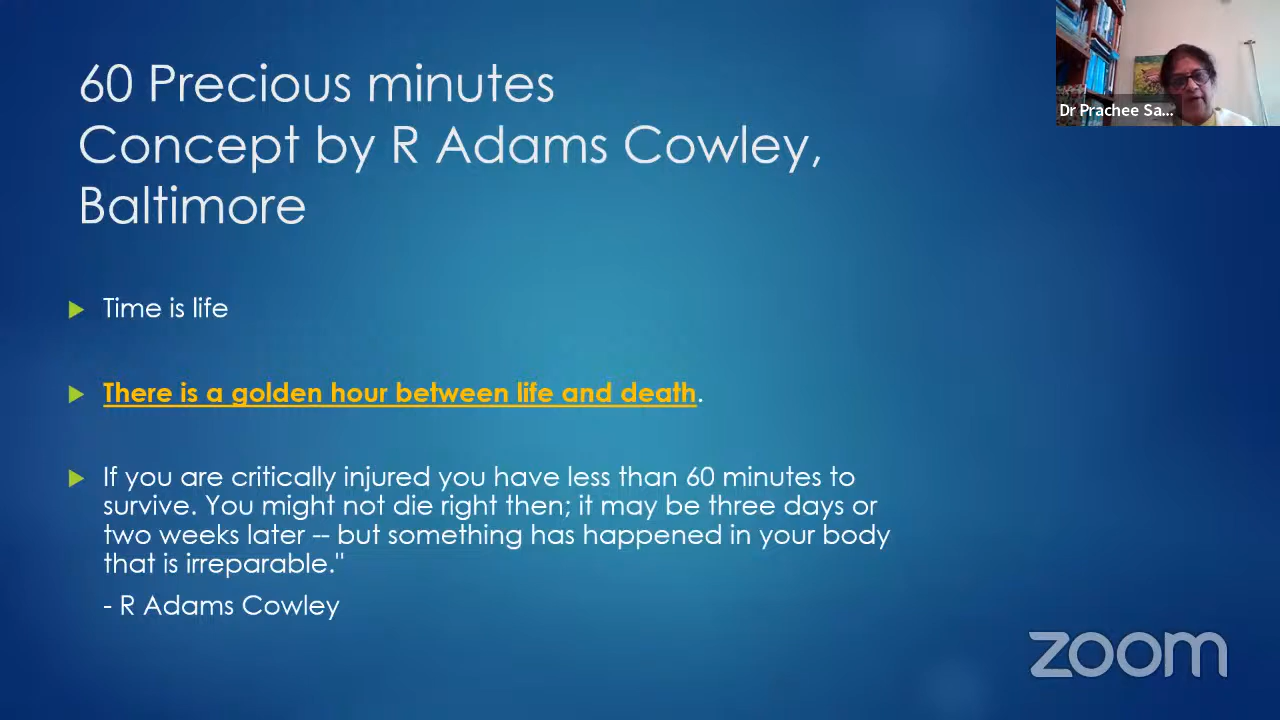 60 Precious minutes
Concept by R Adams Cowley,
Baltimore
Dr Prachee Sa...
Time is life
There is a golden hour between life and death.
If you are critically injured you have less than 60 minutes to
survive. You might not die right then; it may be three days or
two weeks later -- but something has happened in your body
that is irreparable."
- R Adams Cowley
zoom